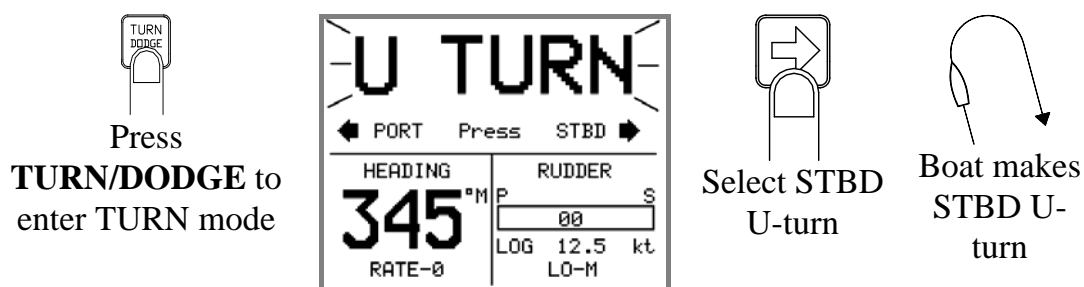 TURN
DODGE
Press
TURN/DODGE to
enter TURN mode
U TURN
PORT Press STBD
HEADING
345°M
RATE-0
RUDDER
P S
00
LOG 12.5 kt
LO-M
Select STBD
U-turn
Boat makes
STBD U-
turn